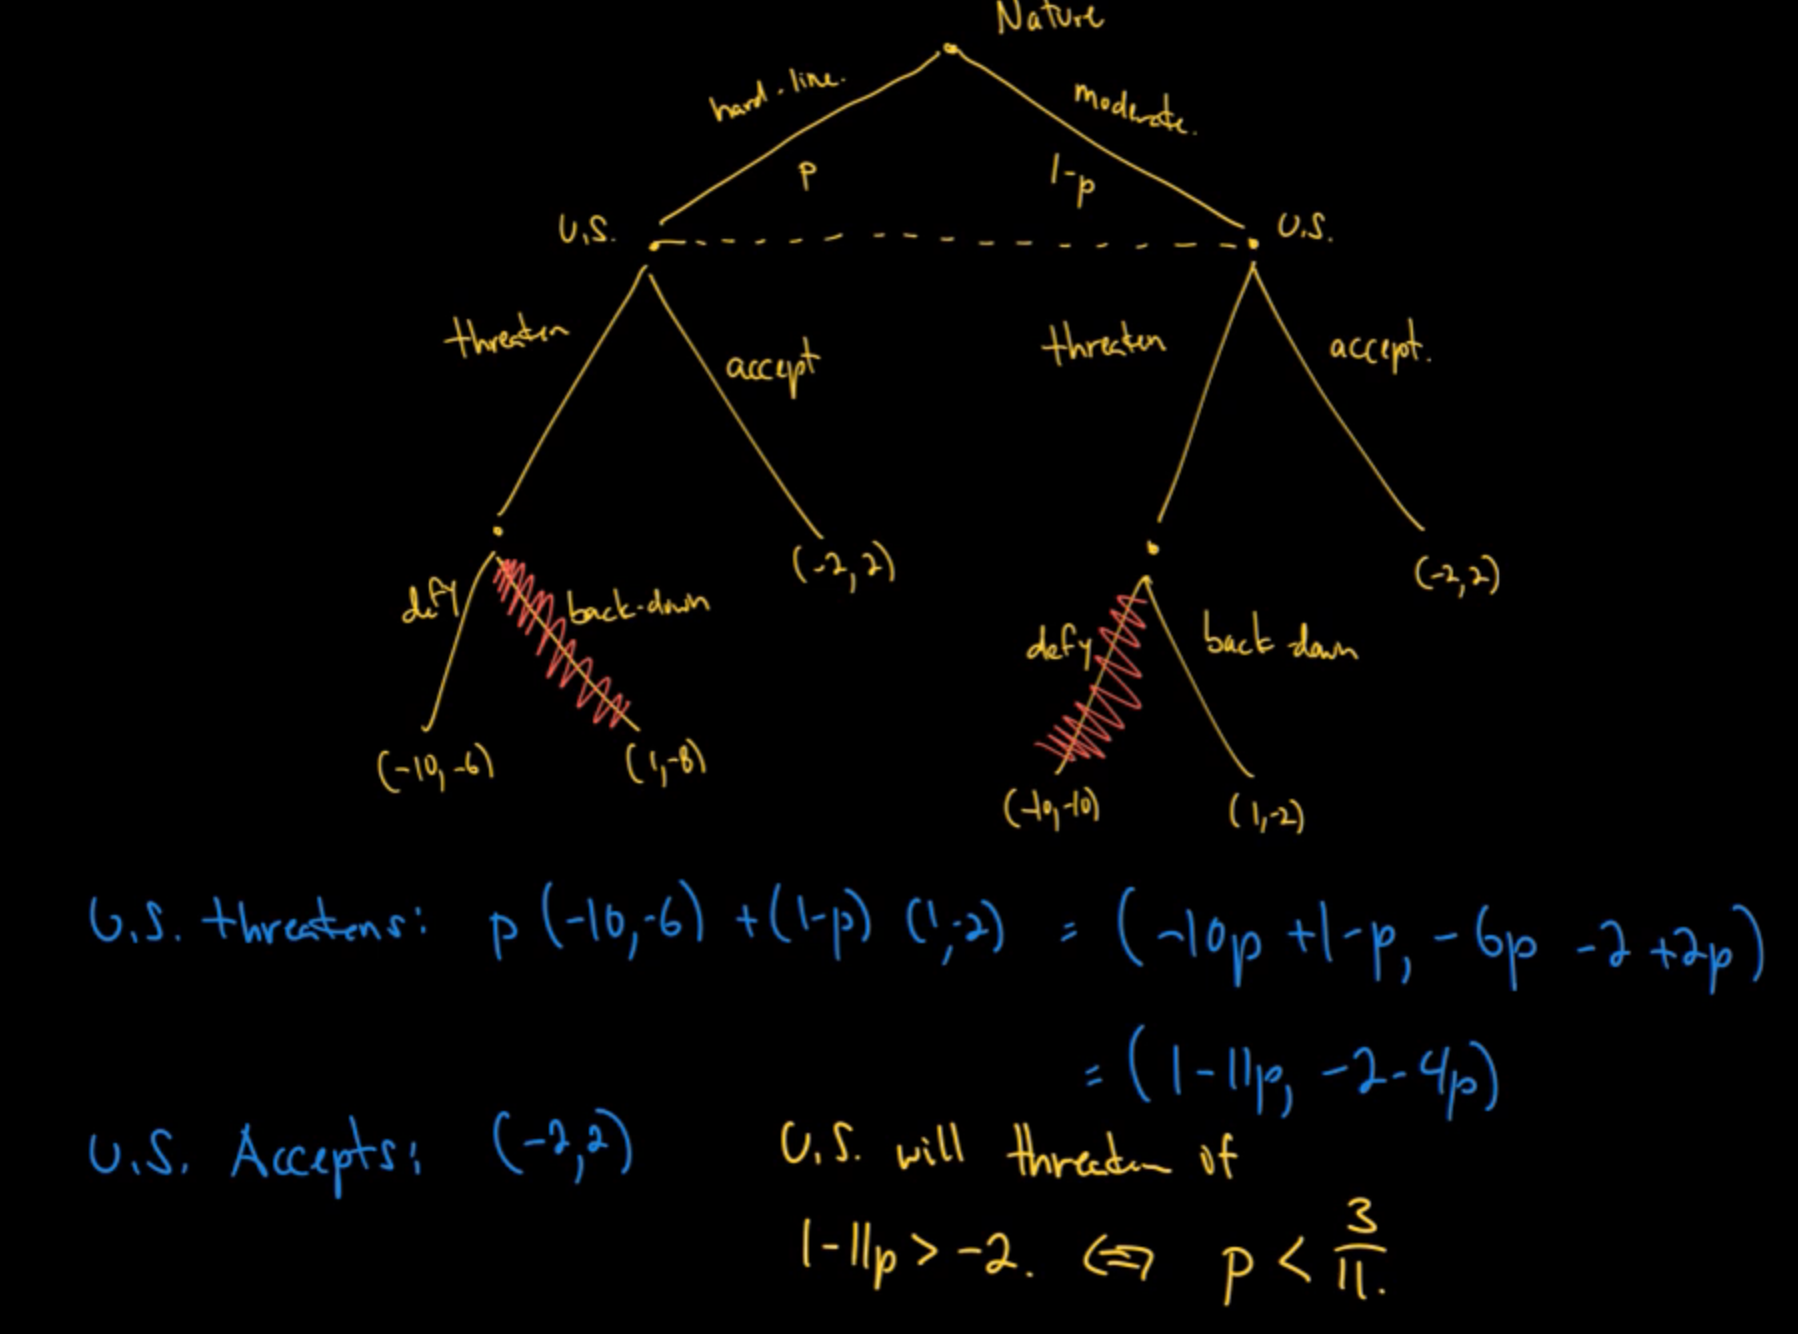 Nature
hard-line.
moderate.
p
1-p
U.S.
U.S.
threaten
accept
threaten
accept.
(-2,2)
(-2,2)
defy
back-down
defy
back down
(-10,-6)
(1,-8)
(-10,-10)
(1,-2)
U.S. threatens: p(-10,-6) + (1-p) (1,-2) = (-10p +1-p, -6p -2 +2p)
= (1-11p, -2-4p)
U.S. Accepts: (-2,2)
U.S. will threaten of
1-11p > -2. ⇔ p < 3/11.